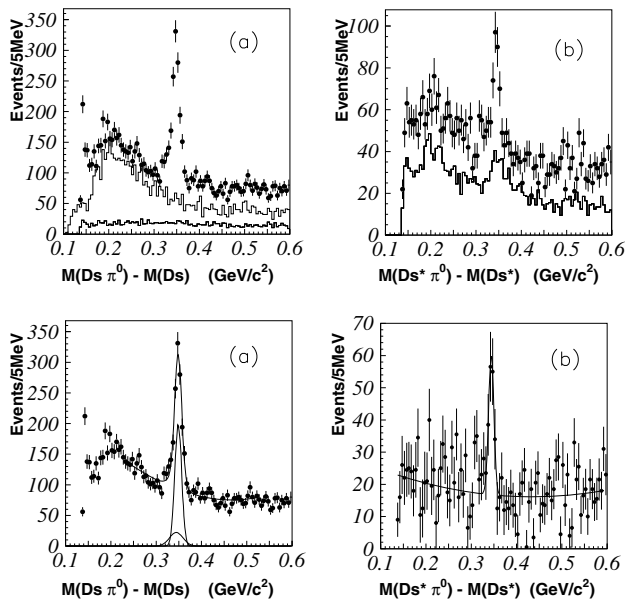 Events/5MeV
350
300
250
200
150
100
50
0
(a)
0.1 0.2 0.3 0.4 0.5 0.6
M(Ds π⁰) - M(Ds) (GeV/c²)
Events/5MeV
100
80
60
40
20
0
(b)
0.1 0.2 0.3 0.4 0.5 0.6
M(Ds* π⁰) - M(Ds*) (GeV/c²)
Events/5MeV
350
300
250
200
150
100
50
0
(a)
0.1 0.2 0.3 0.4 0.5 0.6
M(Ds π⁰) - M(Ds) (GeV/c²)
Events/5MeV
70
60
50
40
30
20
10
0
(b)
0.1 0.2 0.3 0.4 0.5 0.6
M(Ds* π⁰) - M(Ds*) (GeV/c²)